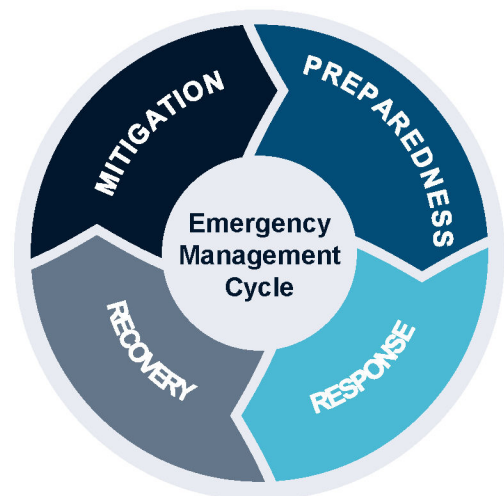 MITIGATION
PREPAREDNESS
Emergency
Management
Cycle
RECOVERY
RESPONSE